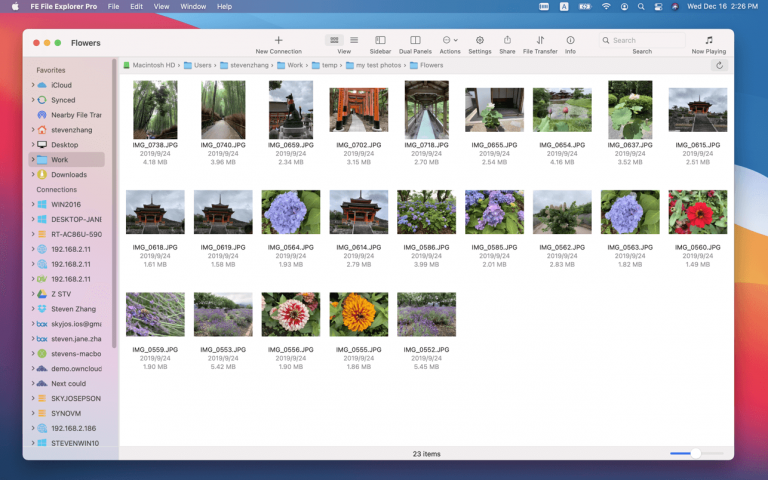 FE File Explorer Pro File Edit View Window Help A Wed Dec 16 2:26 PM
Flowers
New Connection View Sidebar Dual Panels Actions Settings Share File Transfer Info Search Now Playing
Search
Macintosh HD › Users › stevenzhang › Work › temp › my test photos › Flowers
Favorites
iCloud
Synced
Nearby File Tran
stevenzhang
Desktop
Work
Downloads
Connections
WIN2016
DESKTOP-JANE
RT-AC86U-590
192.168.2.11
192.168.2.11
192.168.2.11
Z STV
Steven Zhang
skyjos.ios@gma
steven.jane.zha
stevens-macbo
demo.owncloud
Next could
SKYJOSEPSON
SYNOVM
192.168.2.186
STEVENWIN10
IMG_0738.JPG IMG_0740.JPG IMG_0659.JPG IMG_0702.JPG IMG_0718.JPG IMG_0655.JPG IMG_0654.JPG IMG_0637.JPG IMG_0615.JPG
2019/9/24 2019/9/24 2019/9/24 2019/9/24 2019/9/24 2019/9/24 2019/9/24 2019/9/24 2019/9/24
4.18 MB 3.96 MB 2.34 MB 3.15 MB 2.70 MB 2.54 MB 4.16 MB 3.52 MB 2.51 MB
IMG_0618.JPG IMG_0619.JPG IMG_0564.JPG IMG_0614.JPG IMG_0586.JPG IMG_0585.JPG IMG_0562.JPG IMG_0563.JPG IMG_0560.JPG
2019/9/24 2019/9/24 2019/9/24 2019/9/24 2019/9/24 2019/9/24 2019/9/24 2019/9/24 2019/9/24
1.61 MB 1.58 MB 1.93 MB 2.79 MB 3.99 MB 2.01 MB 2.83 MB 1.82 MB 1.49 MB
IMG_0559.JPG IMG_0553.JPG IMG_0556.JPG IMG_0555.JPG IMG_0552.JPG
2019/9/24 2019/9/24 2019/9/24 2019/9/24 2019/9/24
1.90 MB 5.42 MB 1.90 MB 1.86 MB 5.45 MB
23 items